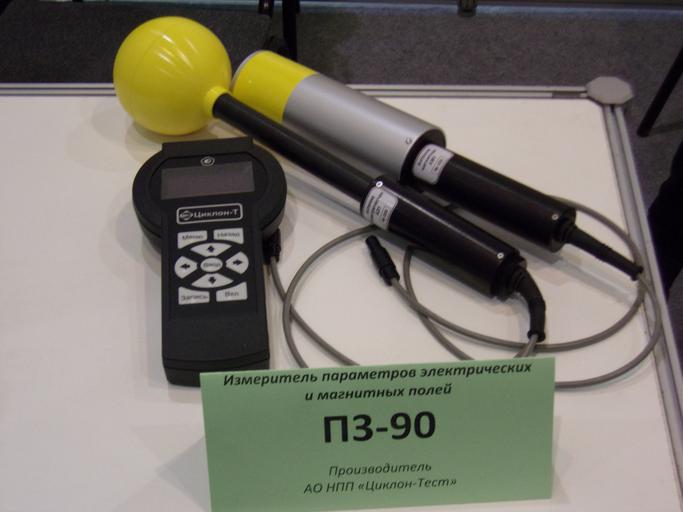 Циклон-Т
Меню Назад
Ввод
Запись Вкл
Измеритель параметров электрических
и магнитных полей
ПЗ-90
Производитель
АО НПП «Циклон-Тест»